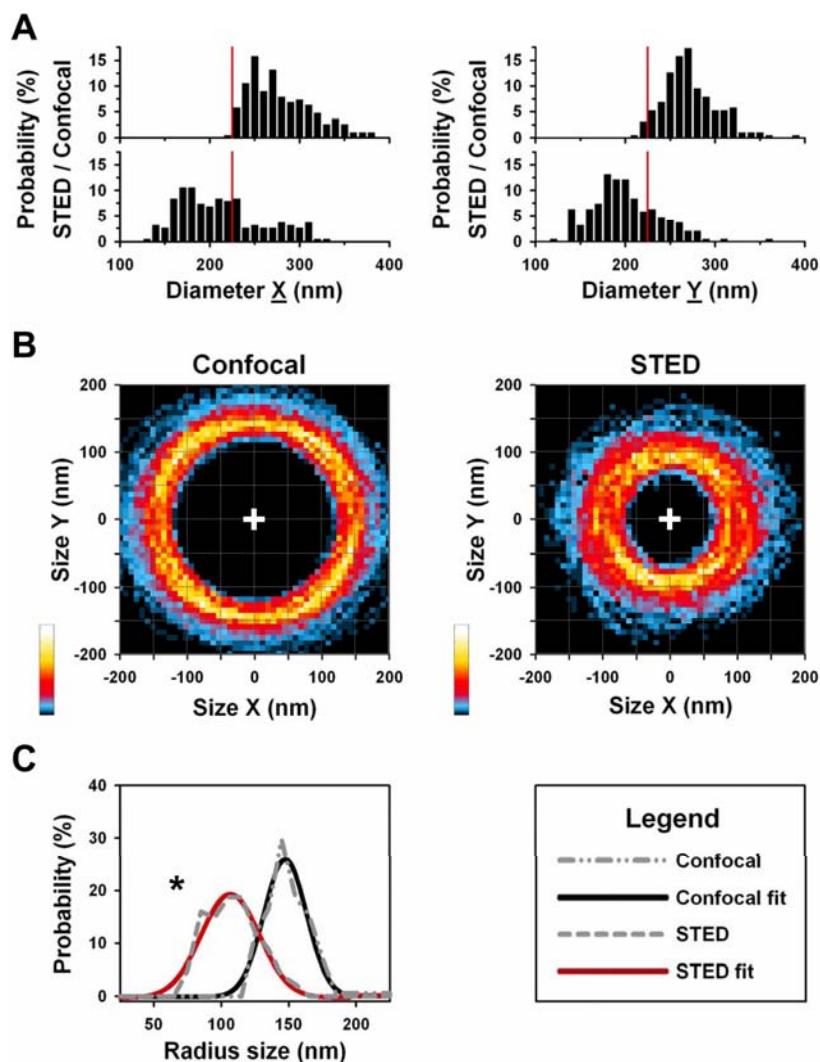 A
Probability (%)
STED / Confocal
15
10
5
0
15
10
5
0
100
200
300
400
Diameter X (nm)
Probability (%)
STED / Confocal
15
10
5
0
15
10
5
0
100
200
300
400
Diameter Y (nm)
B
Confocal
Size Y (nm)
200
100
0
-100
-200
-200
-100
0
100
200
Size X (nm)
STED
Size Y (nm)
200
100
0
-100
-200
-200
-100
0
100
200
Size X (nm)
C
Probability (%)
40
30
20
10
0
*
50
100
150
200
Radius size (nm)
Legend
Confocal
Confocal fit
STED
STED fit